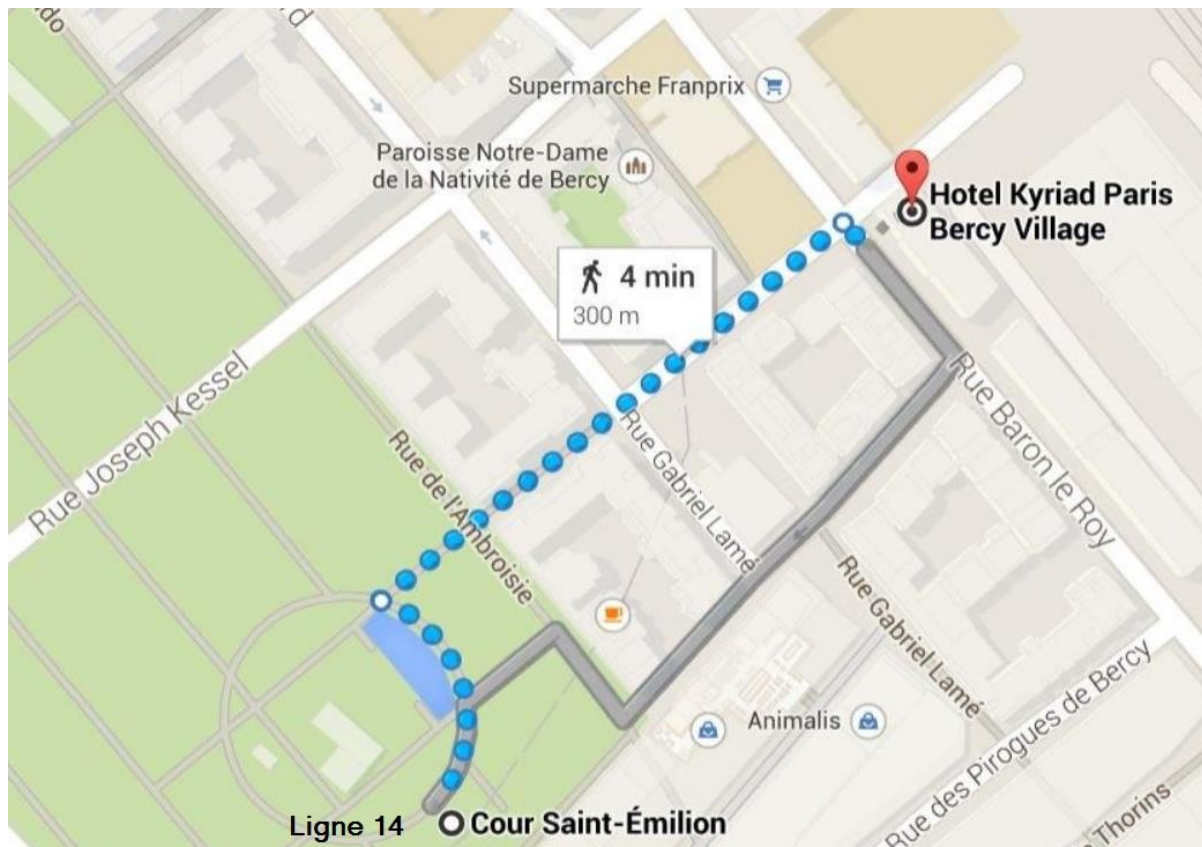 do
d
Supermarche Franprix
Paroisse Notre-Dame
de la Nativité de Bercy
Hotel Kyriad Paris
Bercy Village
4 min
300 m
Rue Joseph Kessel
Rue de l'Ambroisie
Rue Gabriel Lamé
Rue Baron le Roy
Rue Gabriel Lamé
Animalis
Rue des Pirogues de Bercy
Thorins
Ligne 14
Cour Saint-Émilion